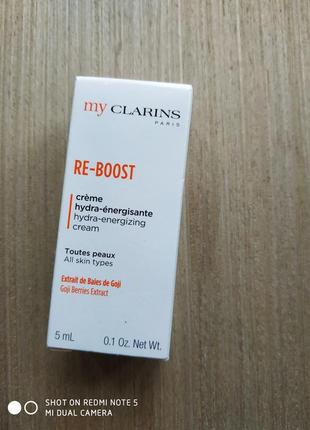 my CLARINS
PARIS
RE-BOOST
crème
hydra-énergisante
hydra-energizing
cream
Toutes peaux
All skin types
Extrait de Baies de Goji
Goji Berries Extract
5 mL 0.1 Oz. Net Wt.
SHOT ON REDMI NOTE 5
MI DUAL CAMERA